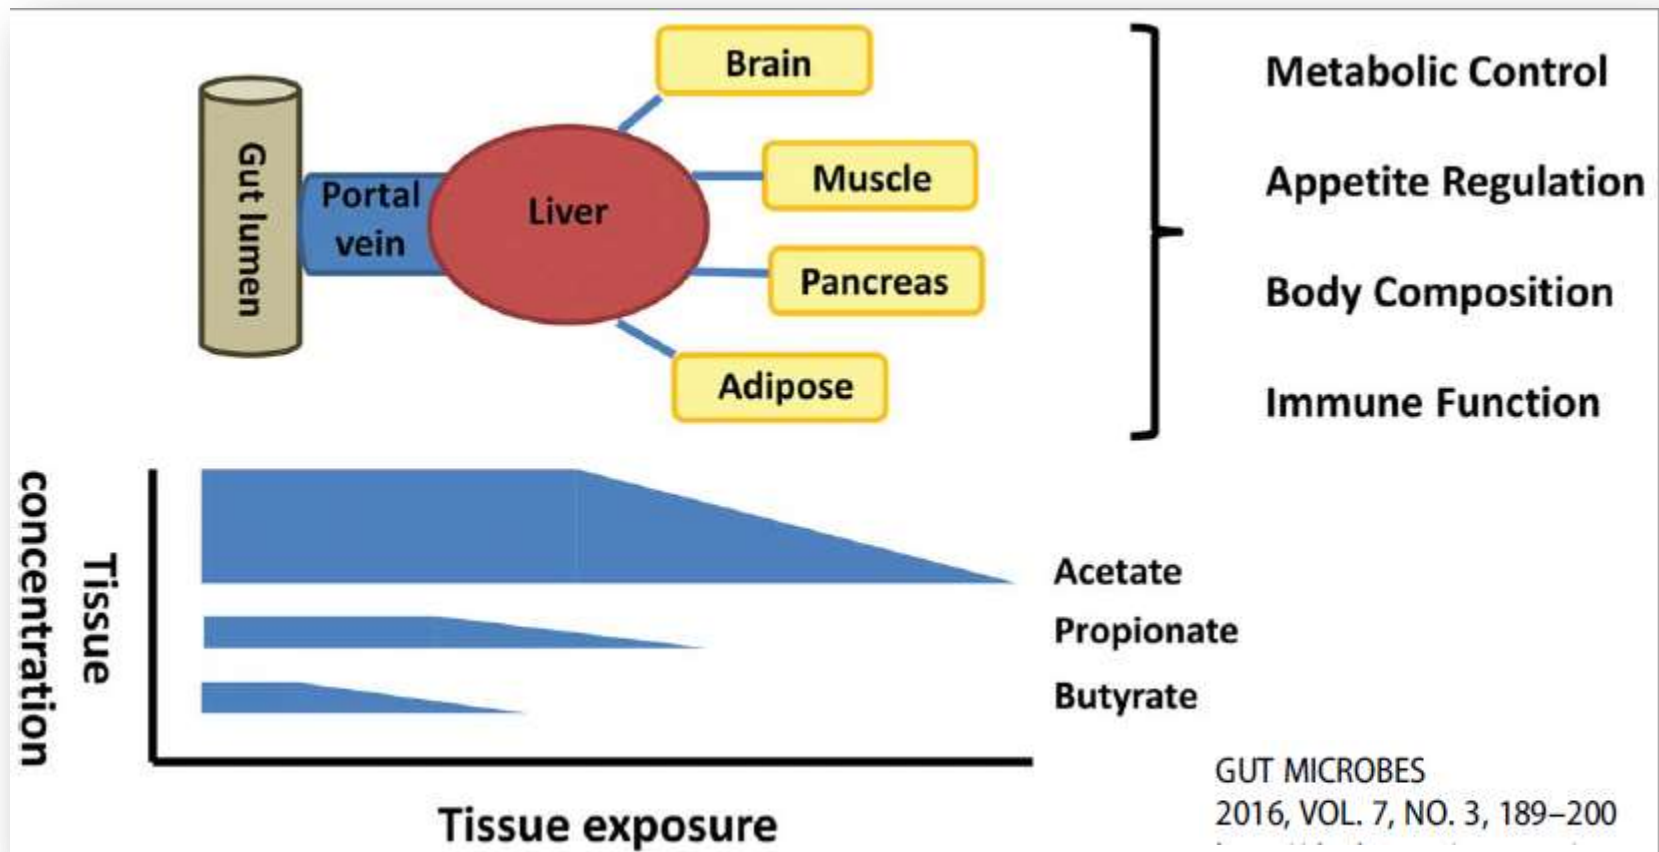 Brain
Metabolic Control
Gut lumen
Portal
vein
Liver
Muscle
Appetite Regulation
Pancreas
Body Composition
Adipose
Immune Function
Tissue
concentration
Acetate
Propionate
Butyrate
Tissue exposure
GUT MICROBES
2016, VOL. 7, NO. 3, 189–200